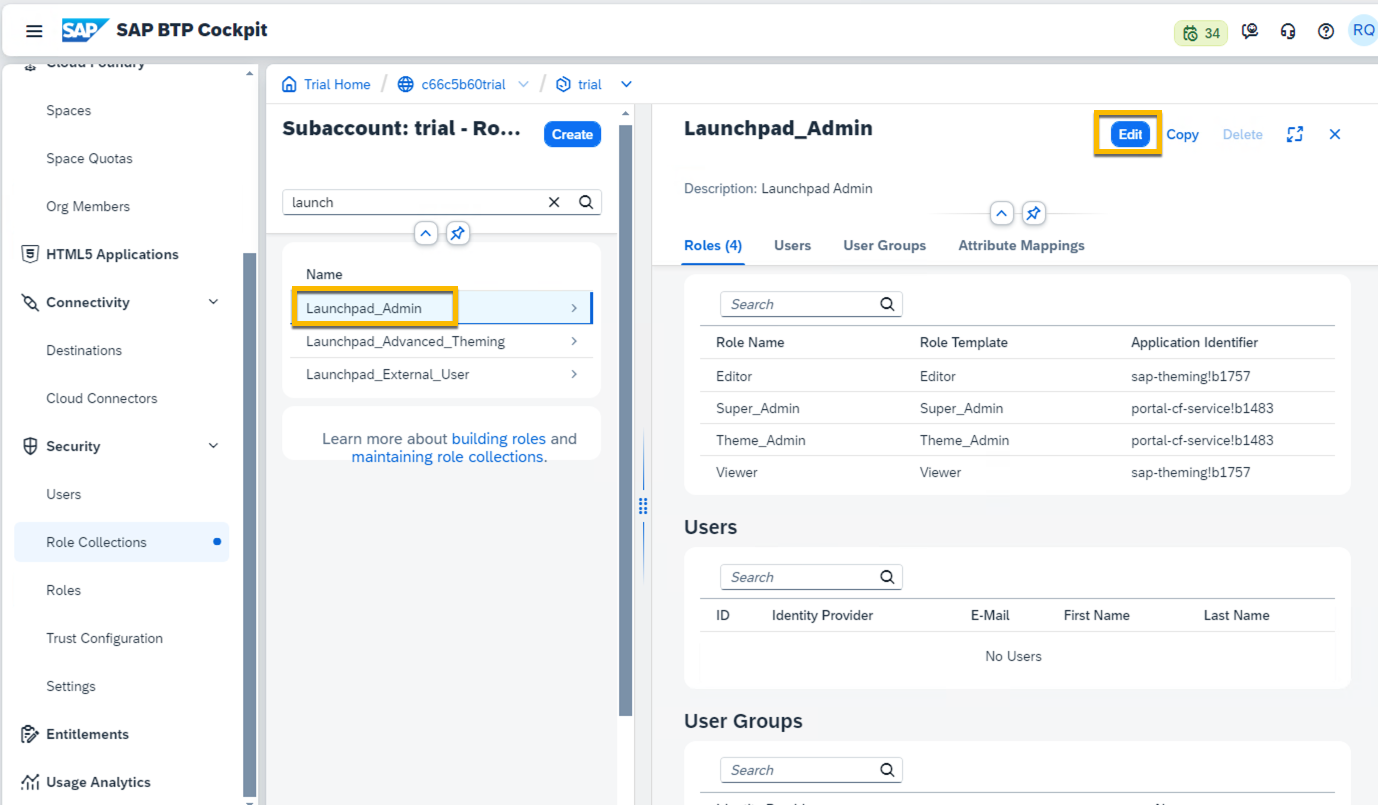 SAP SAP BTP Cockpit
34
RQ
Cloud Foundry
Spaces
Space Quotas
Org Members
HTML5 Applications
Connectivity
Destinations
Cloud Connectors
Security
Users
Role Collections
Roles
Trust Configuration
Settings
Entitlements
Usage Analytics
Trial Home / c66c5b60trial / trial
Subaccount: trial - Ro...
Create
launch
Name
Launchpad_Admin
Launchpad_Advanced_Theming
Launchpad_External_User
Learn more about building roles and
maintaining role collections.
Launchpad_Admin
Edit Copy Delete
Description: Launchpad Admin
Roles (4) Users User Groups Attribute Mappings
Search
Role Name Role Template Application Identifier
Editor Editor sap-theming!b1757
Super_Admin Super_Admin portal-cf-service!b1483
Theme_Admin Theme_Admin portal-cf-service!b1483
Viewer Viewer sap-theming!b1757
Users
Search
ID Identity Provider E-Mail First Name Last Name
No Users
User Groups
Search